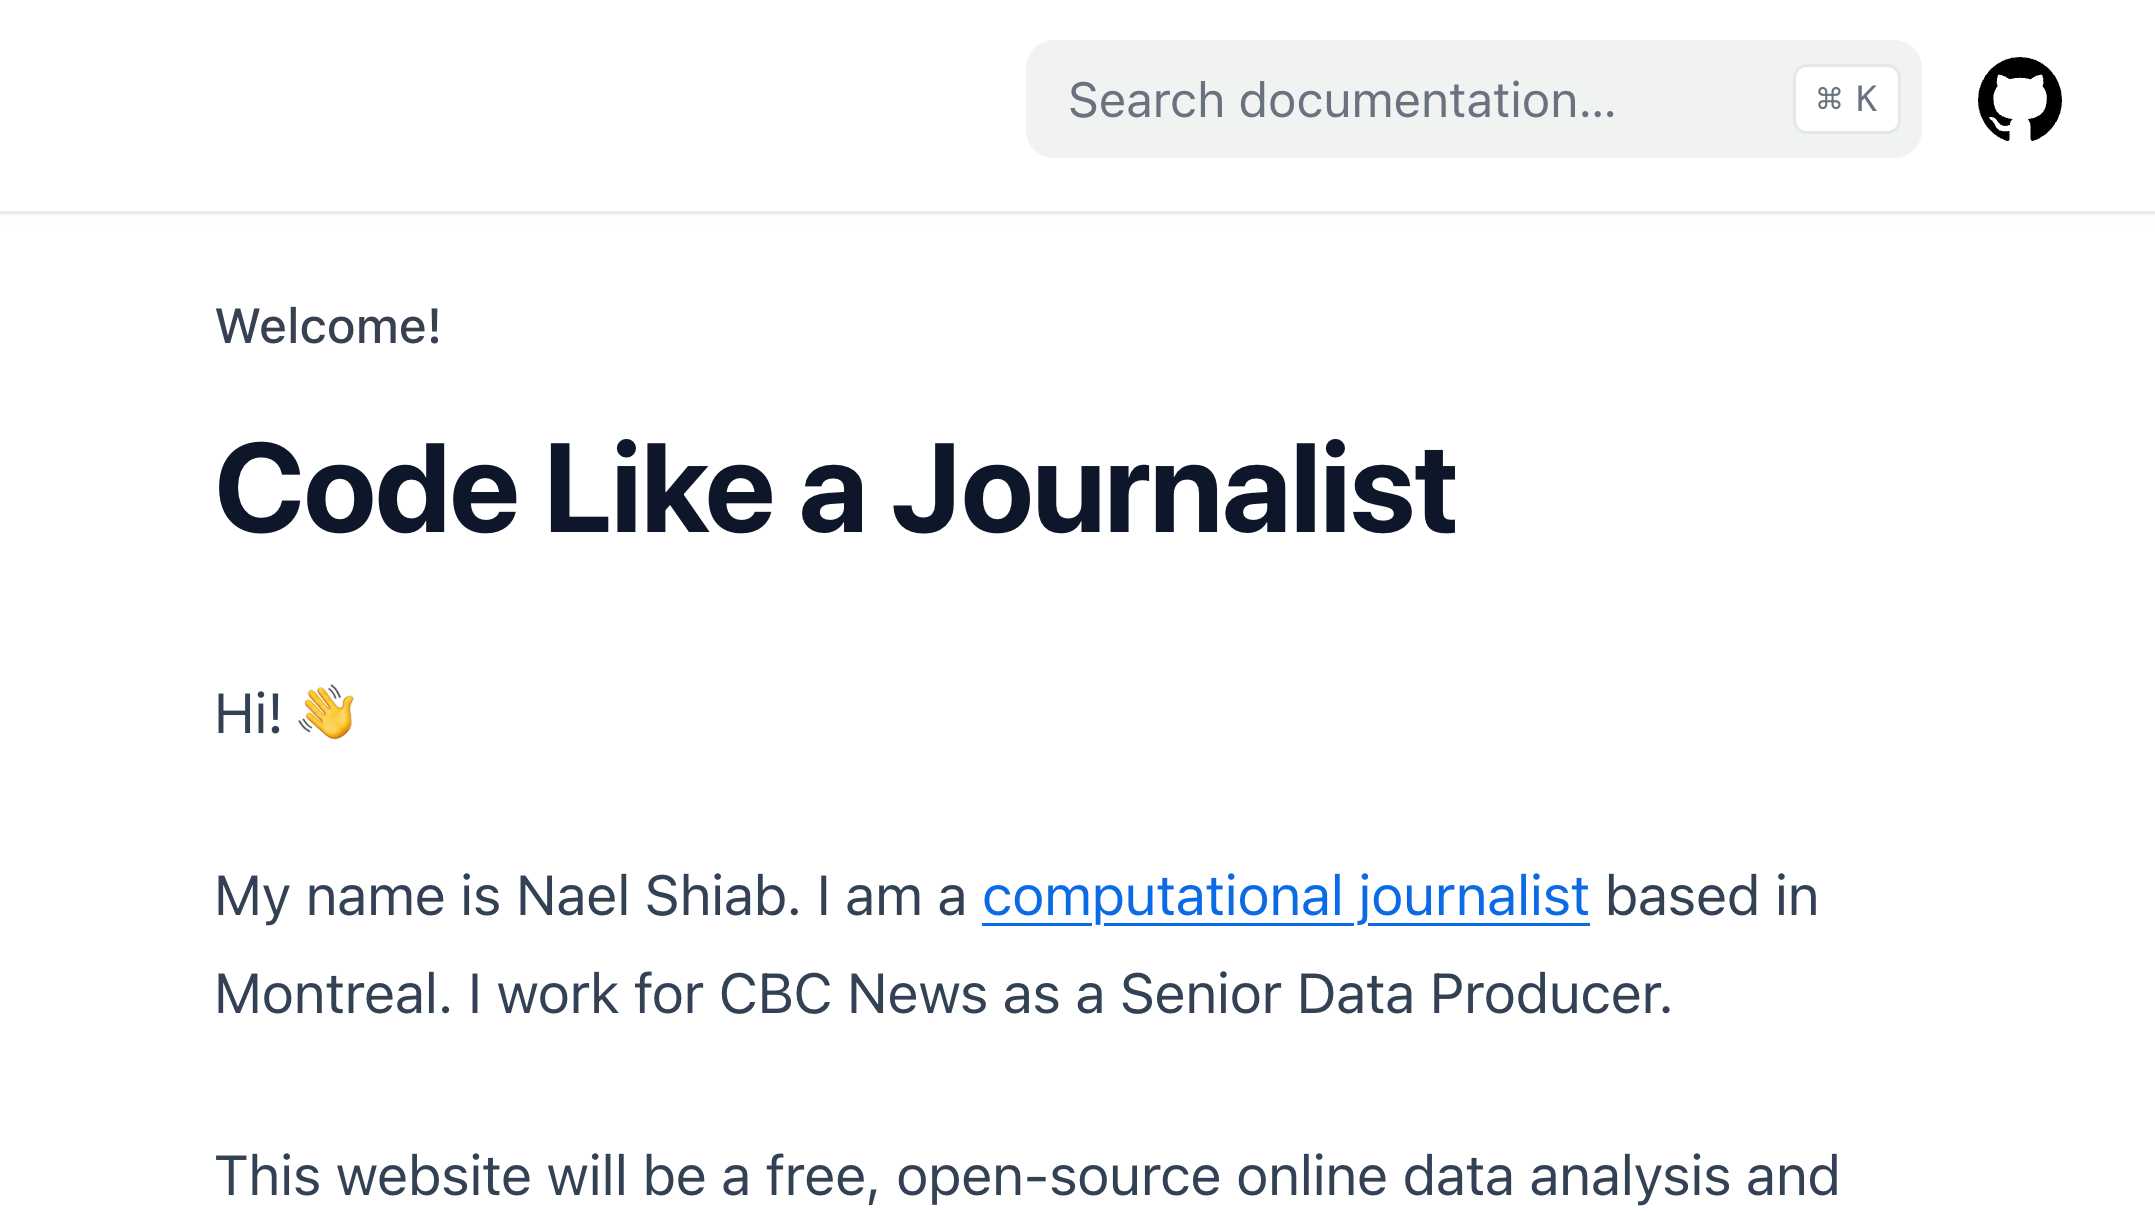 Search documentation...
⌘ K
Welcome!
Code Like a Journalist
Hi! 👋
My name is Nael Shiab. I am a computational journalist based in
Montreal. I work for CBC News as a Senior Data Producer.
This website will be a free, open-source online data analysis and